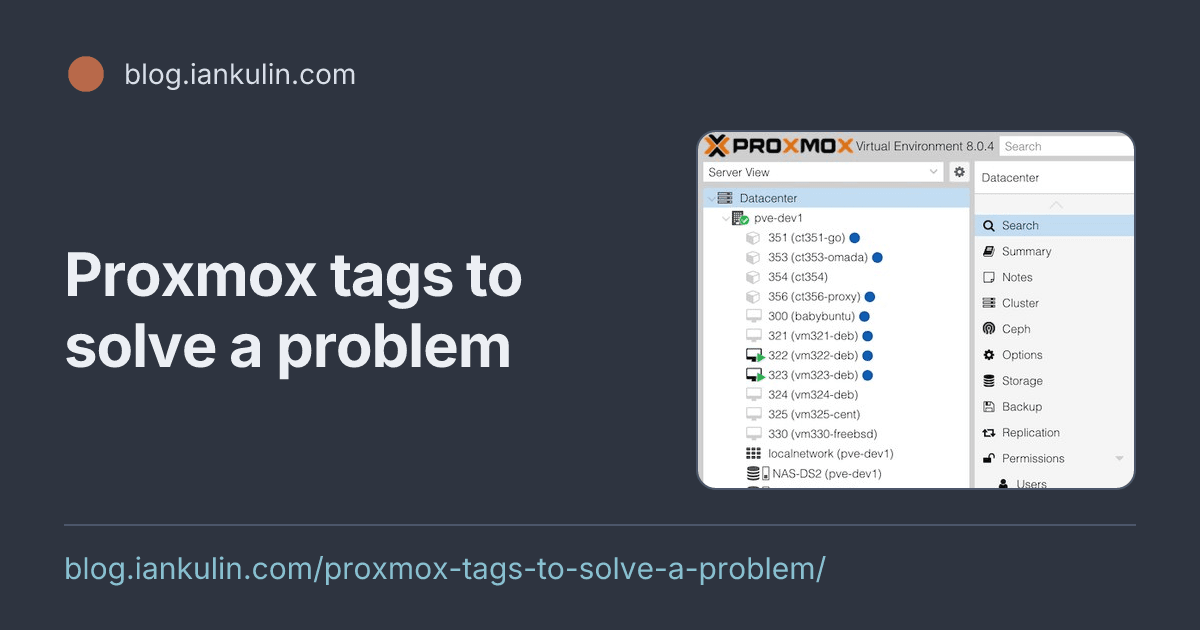 blog.iankulin.com
Proxmox tags to
solve a problem
PROXMOX Virtual Environment 8.0.4 Search
Server View
Datacenter
pve-dev1
351 (ct351-go)
353 (ct353-omada)
354 (ct354)
356 (ct356-proxy)
300 (babybuntu)
321 (vm321-deb)
322 (vm322-deb)
323 (vm323-deb)
324 (vm324-deb)
325 (vm325-cent)
330 (vm330-freebsd)
localnetwork (pve-dev1)
NAS-DS2 (pve-dev1)
Datacenter
Search
Summary
Notes
Cluster
Ceph
Options
Storage
Backup
Replication
Permissions
Users
blog.iankulin.com/proxmox-tags-to-solve-a-problem/